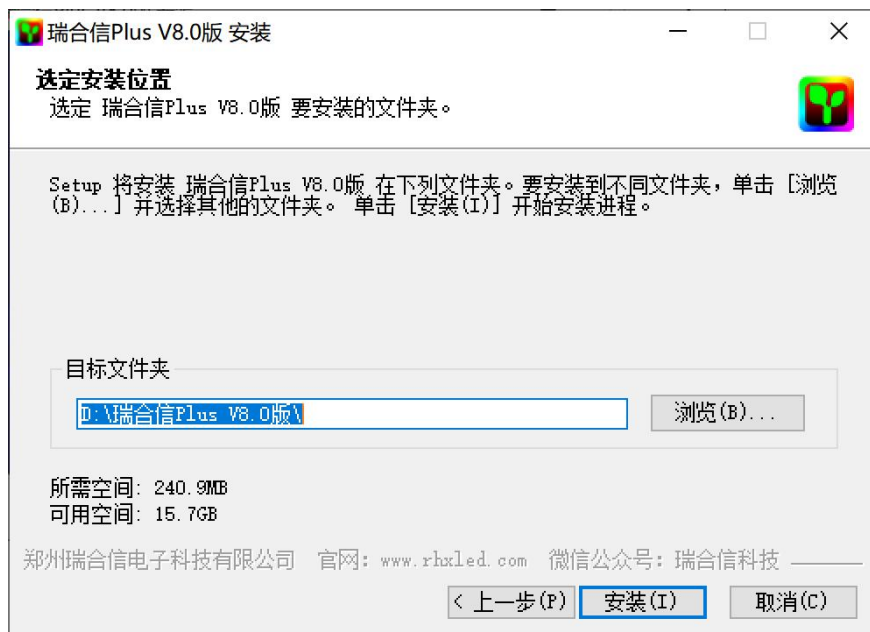 瑞合信Plus V8.0版 安装
选定安装位置
选定 瑞合信Plus V8.0版 要安装的文件夹。
Setup 将安装 瑞合信Plus V8.0版 在下列文件夹。要安装到不同文件夹，单击 [浏览
(B)...] 并选择其他的文件夹。 单击 [安装(I)] 开始安装进程。
目标文件夹
D:\瑞合信Plus V8.0版\
浏览(B)...
所需空间: 240.9MB
可用空间: 15.7GB
郑州瑞合信电子科技有限公司 官网: www.rhxled.com 微信公众号: 瑞合信科技
< 上一步(P) 安装(I) 取消(C)